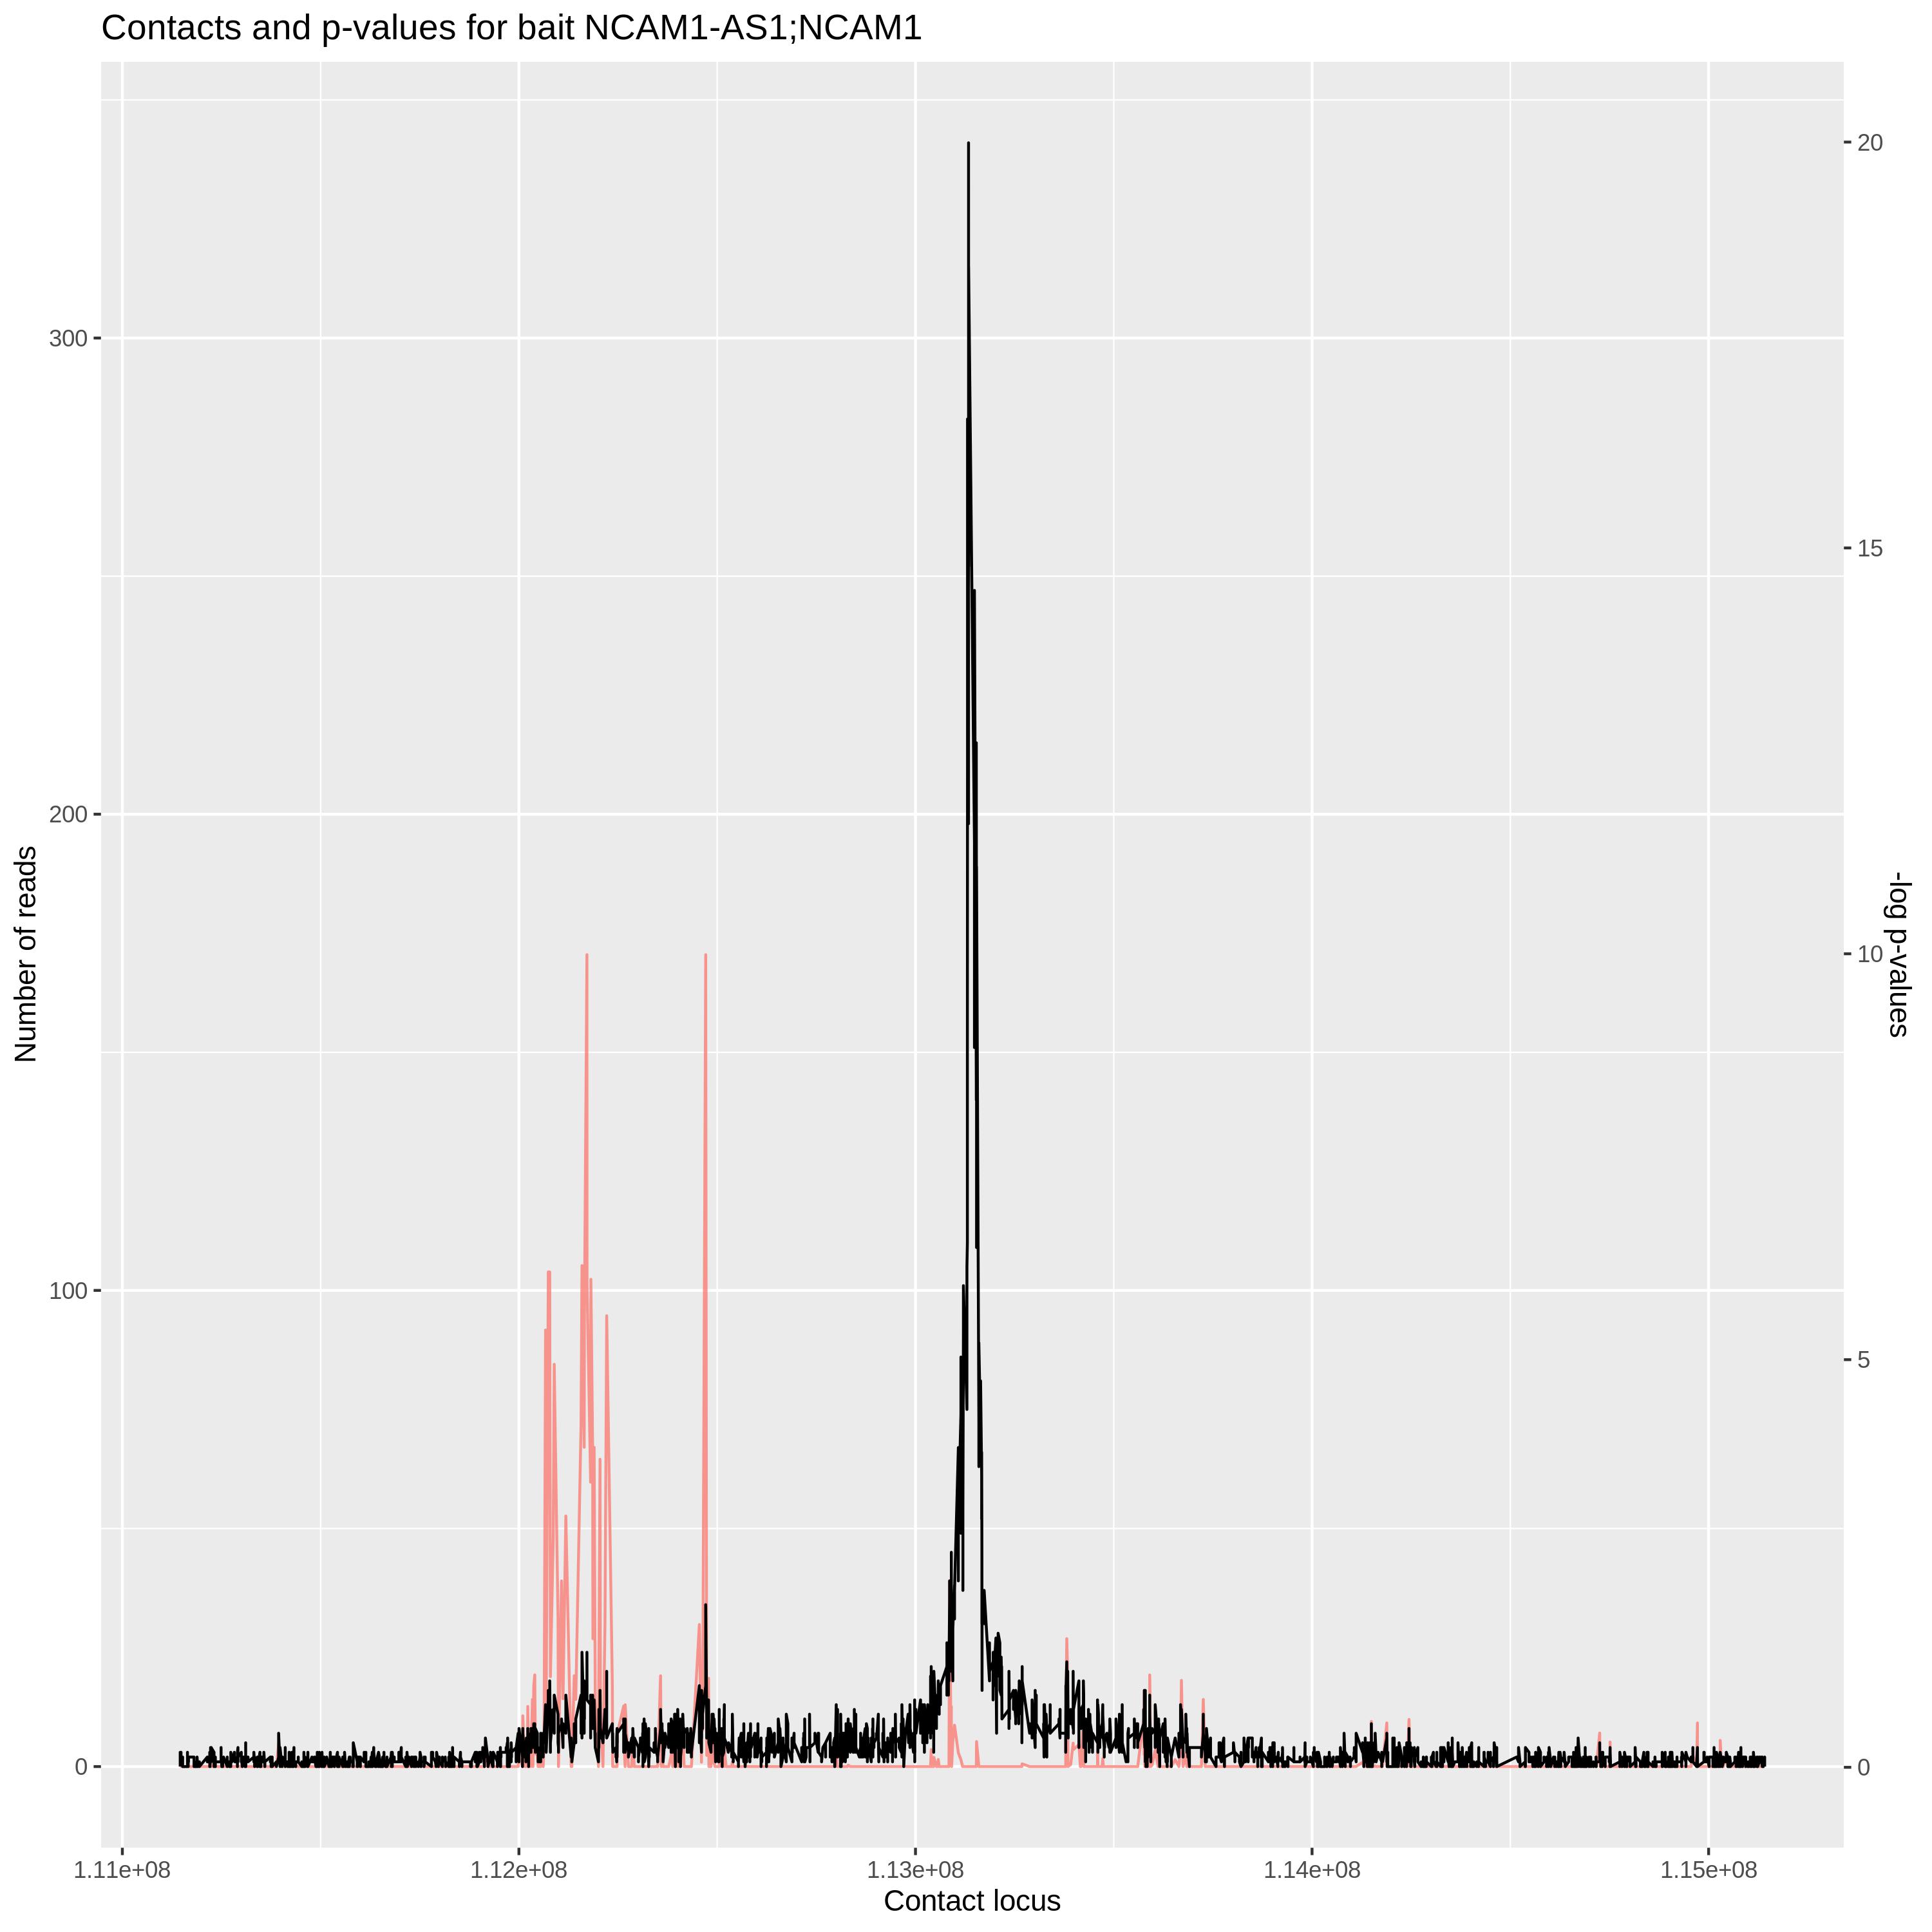 Contacts and p-values for bait NCAM1-AS1;NCAM1
Number of reads
300
200
100
0
20
15
10
5
0
-log p-values
1.11e+08 1.12e+08 1.13e+08 1.14e+08 1.15e+08
Contact locus